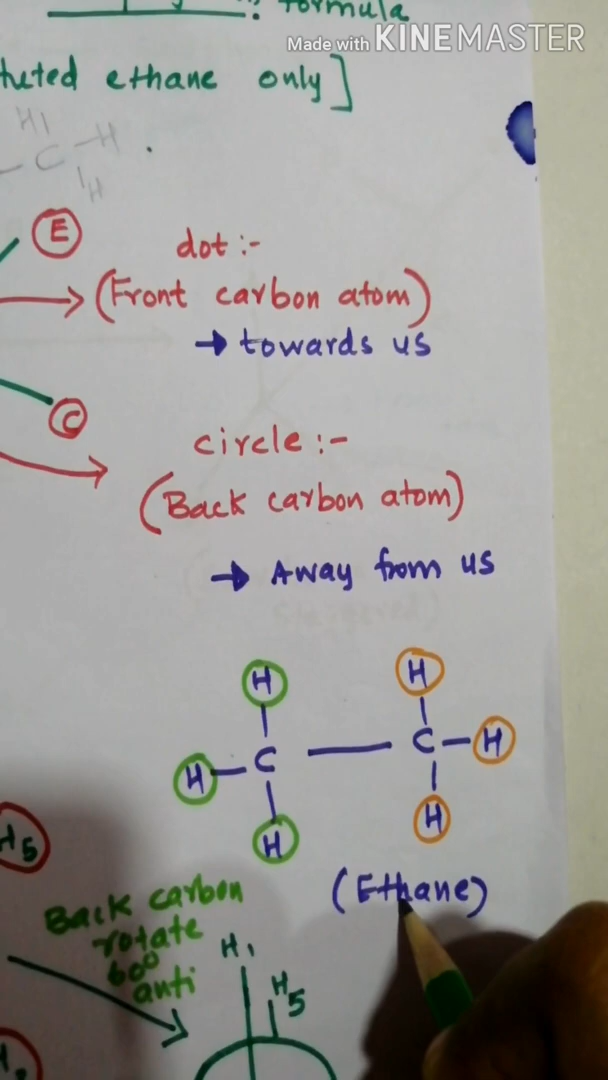 formula
Made with KINEMASTER
tuted ethane only]
H
C-H
H
E
dot :-
(Front carbon atom)
→ towards us
C
circle :-
(Back carbon atom)
→ Away from us
H H
H-C — C-H
H H
H5
(Ethane)
Back carbon
rotate
60°
anti
H1
H5